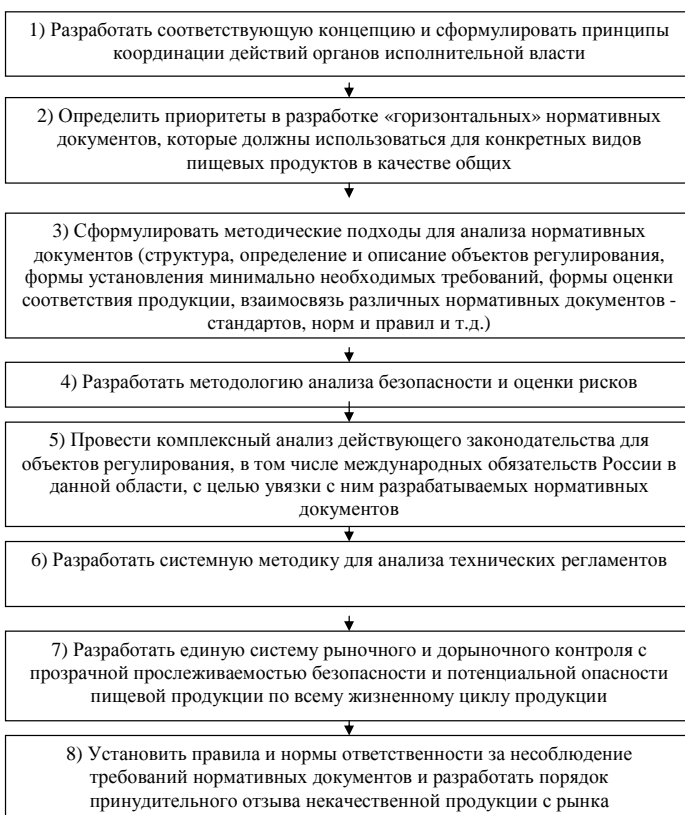 1) Разработать соответствующую концепцию и сформулировать принципы
координации действий органов исполнительной власти
2) Определить приоритеты в разработке «горизонтальных» нормативных
документов, которые должны использоваться для конкретных видов
пищевых продуктов в качестве общих
3) Сформулировать методические подходы для анализа нормативных
документов (структура, определение и описание объектов регулирования,
формы установления минимально необходимых требований, формы оценки
соответствия продукции, взаимосвязь различных нормативных документов -
стандартов, норм и правил и т.д.)
4) Разработать методологию анализа безопасности и оценки рисков
5) Провести комплексный анализ действующего законодательства для
объектов регулирования, в том числе международных обязательств России в
данной области, с целью увязки с ним разрабатываемых нормативных
документов
6) Разработать системную методику для анализа технических регламентов
7) Разработать единую систему рыночного и дорыночного контроля с
прозрачной прослеживаемостью безопасности и потенциальной опасности
пищевой продукции по всему жизненному циклу продукции
8) Установить правила и нормы ответственности за несоблюдение
требований нормативных документов и разработать порядок
принудительного отзыва некачественной продукции с рынка